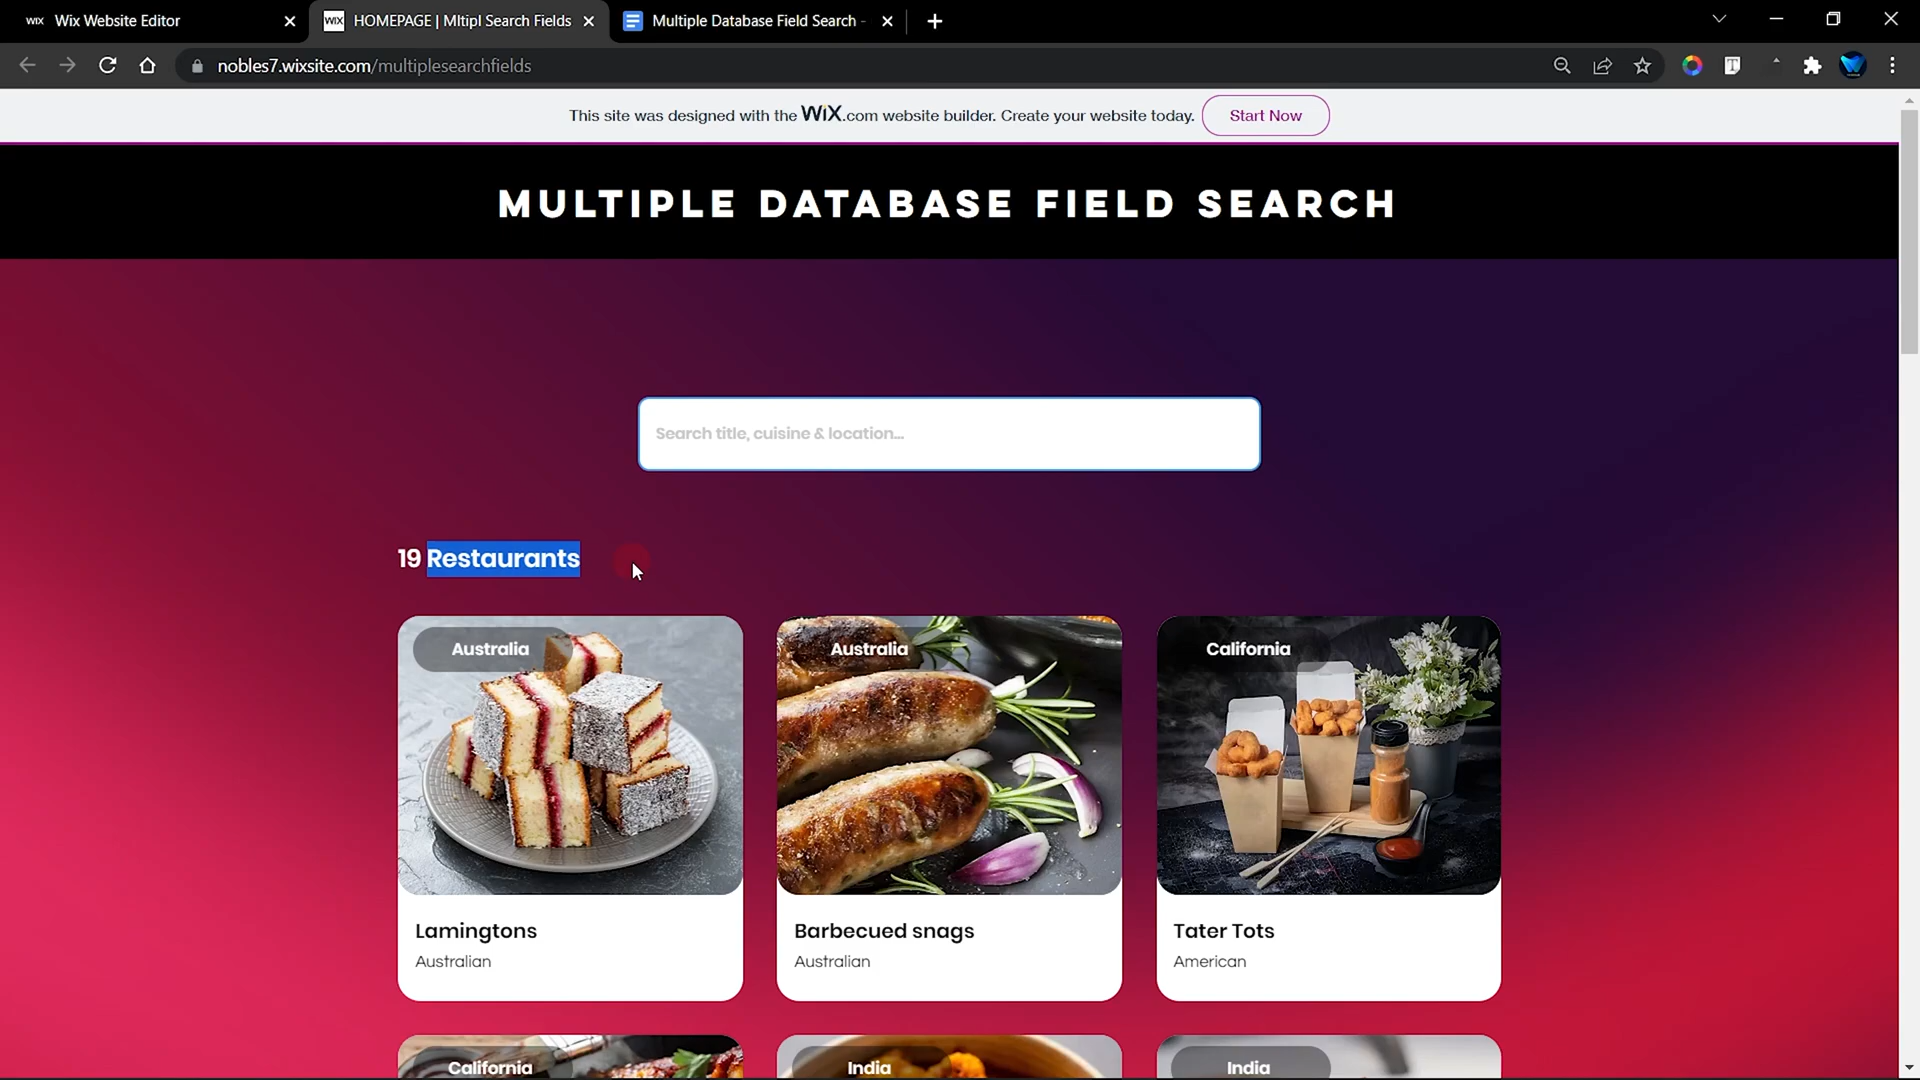 WiX Wix Website Editor
WiX HOMEPAGE | Mltipl Search Fields
Multiple Database Field Search -
nobles7.wixsite.com/multiplesearchfields
This site was designed with the WiX.com website builder. Create your website today. Start Now
MULTIPLE DATABASE FIELD SEARCH
Search title, cuisine & location...
19 Restaurants
Australia
Australia
California
Lamingtons
Barbecued snags
Tater Tots
Australian
Australian
American
California
India
India